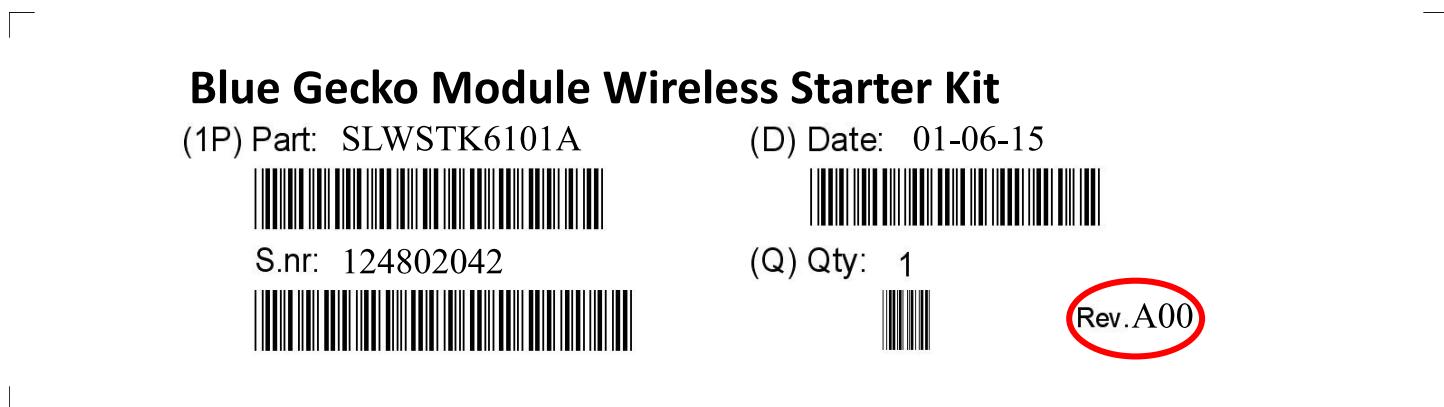 Blue Gecko Module Wireless Starter Kit
(1P) Part: SLWSTK6101A
(D) Date: 01-06-15
S.nr: 124802042
(Q) Qty: 1
Rev. A00